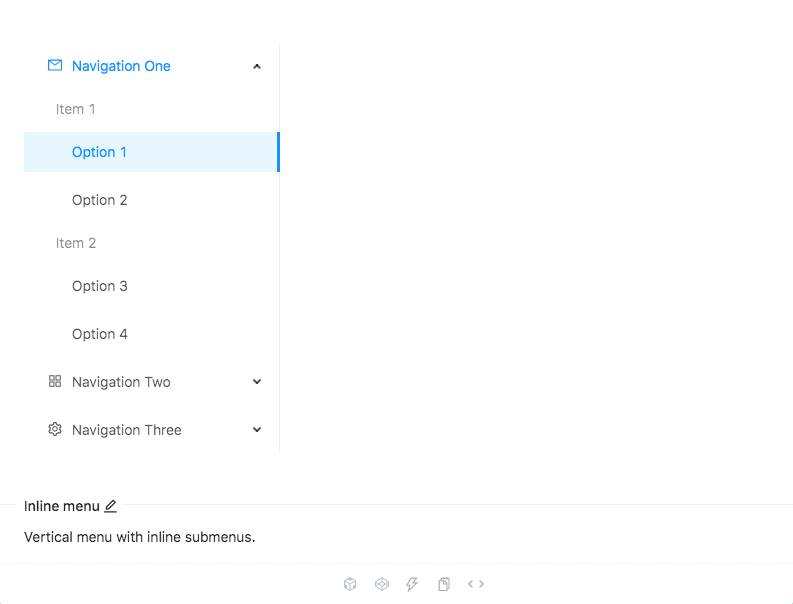 Navigation One
Item 1
Option 1
Option 2
Item 2
Option 3
Option 4
Navigation Two
Navigation Three
Inline menu
Vertical menu with inline submenus.